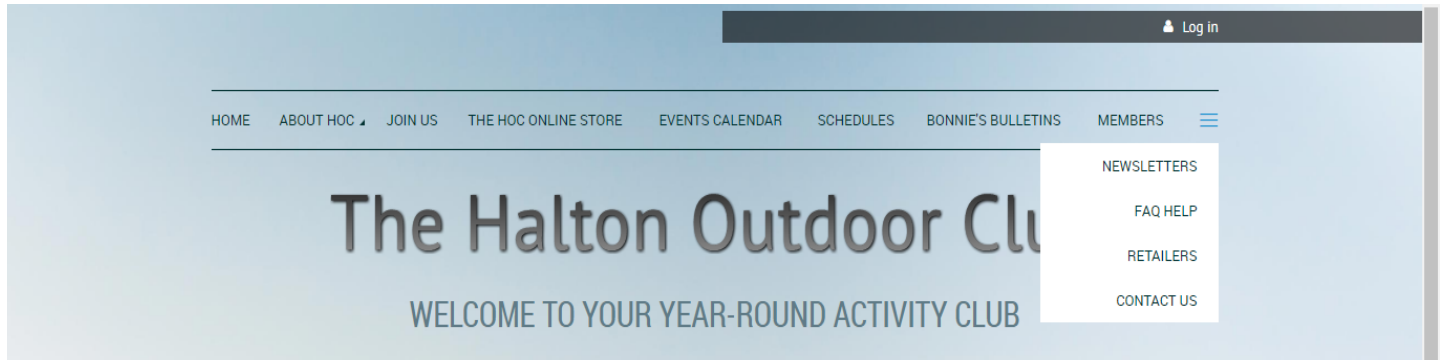 Log in
HOME ABOUT HOC JOIN US THE HOC ONLINE STORE EVENTS CALENDAR SCHEDULES BONNIE'S BULLETINS MEMBERS
NEWSLETTERS
The Halton Outdoor
FAQ HELP
RETAILERS
WELCOME TO YOUR YEAR-ROUND ACTIVITY CLUB
CONTACT US